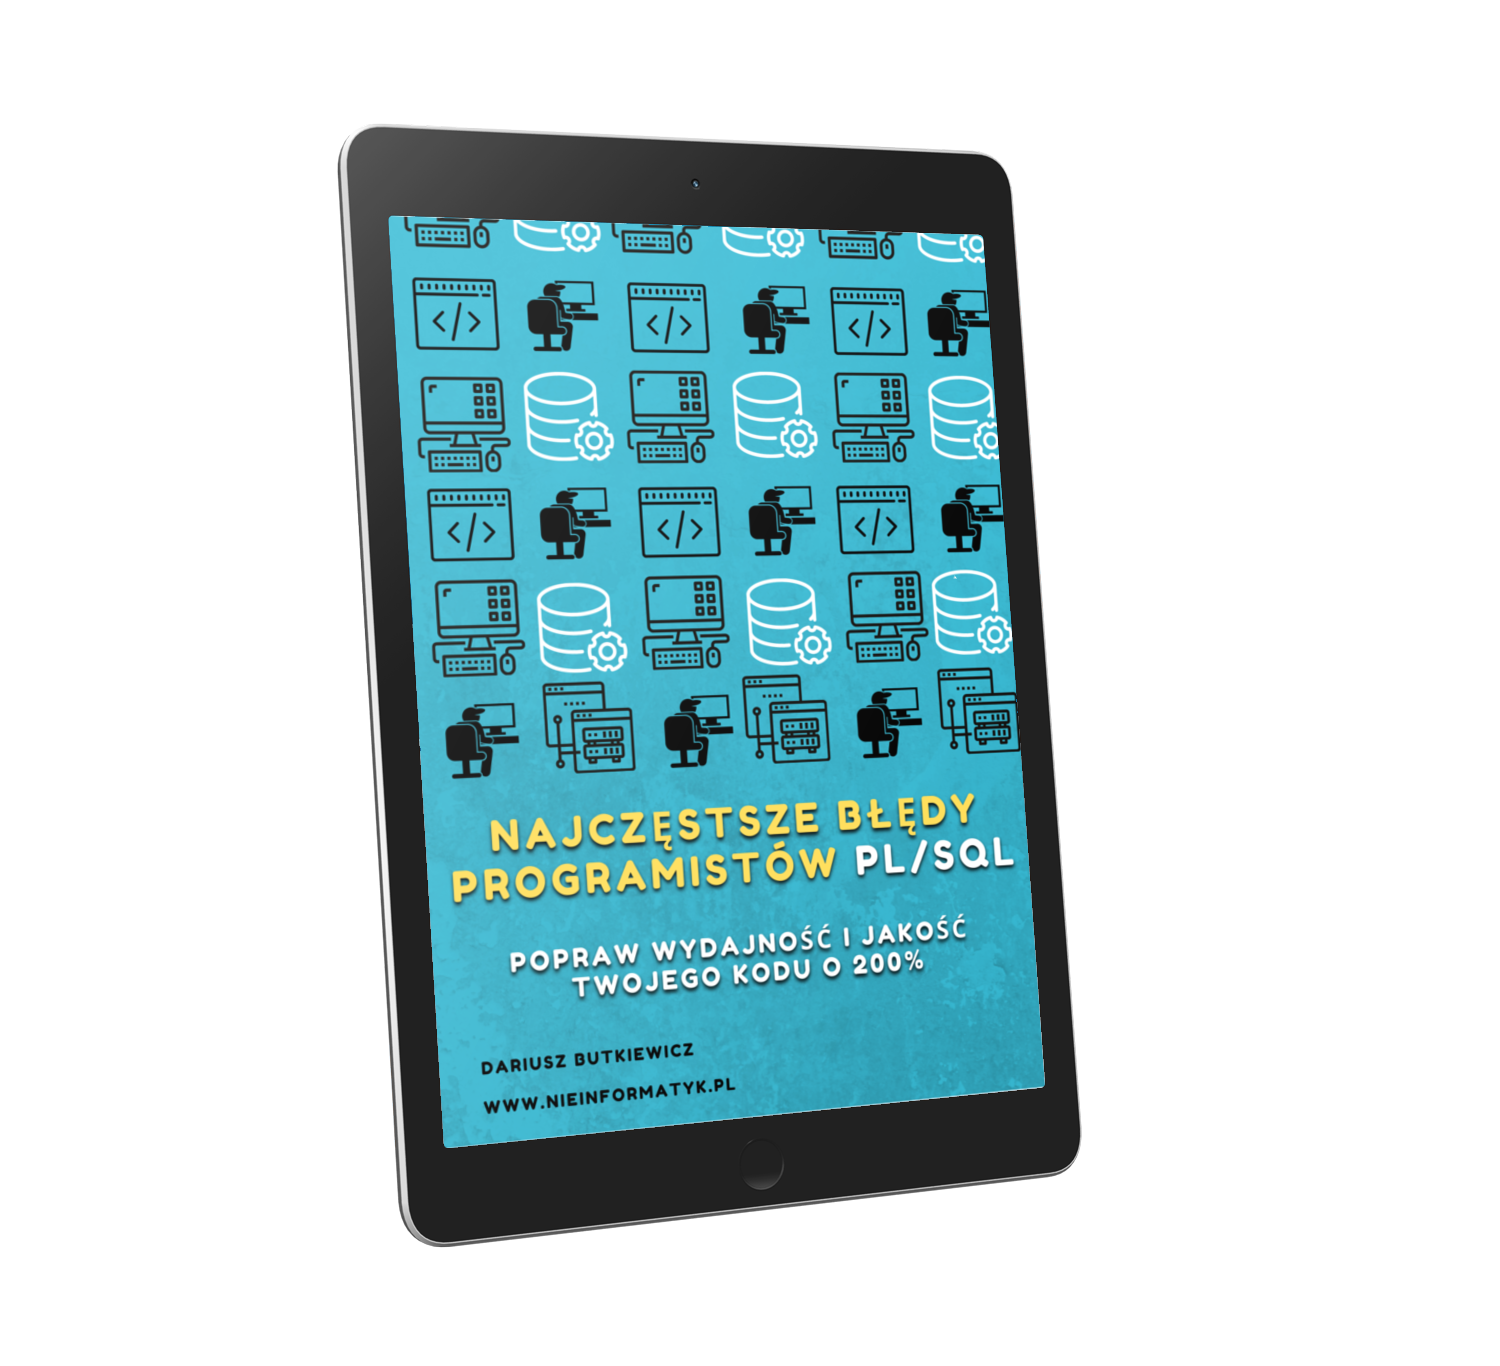 NAJCZĘSTSZE BŁĘDY
PROGRAMISTÓW PL/SQL
POPRAW WYDAJNOŚĆ I JAKOŚĆ
TWOJEGO KODU O 200%
DARIUSZ BUTKIEWICZ
WWW.NIEINFORMATYK.PL